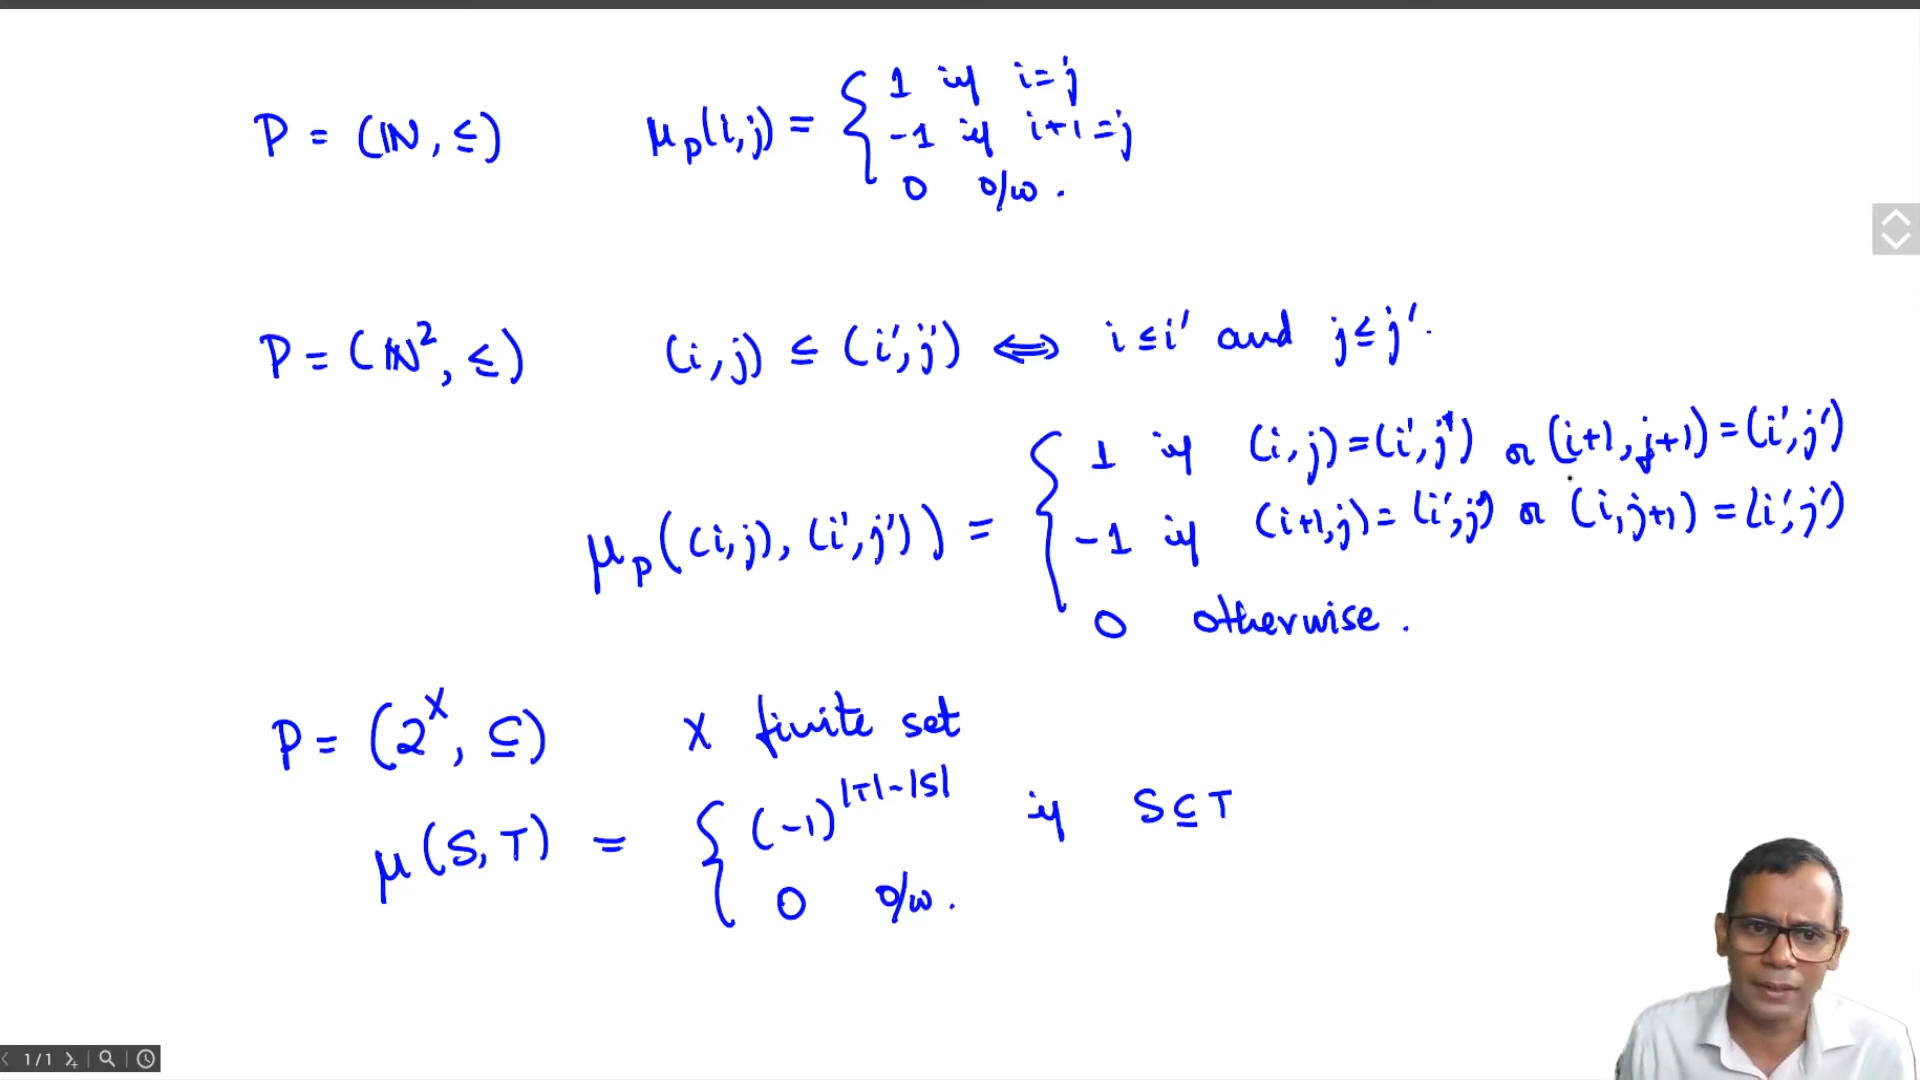 P = (ℕ, ≤) μ_P(i,j) = { 1 if i=j
-1 if i+1=j
0 o/w.
P = (ℕ², ≤) (i,j) ≤ (i',j') ⟺ i≤i' and j≤j'.
μ_P((i,j), (i',j')) = { 1 if (i,j)=(i',j') or (i+1,j+1)=(i',j')
-1 if (i+1,j)=(i',j') or (i,j+1)=(i',j')
0 otherwise.
P = (2^X, ⊆) X finite set
μ(S,T) = { (-1)^{|T|-|S|} if S⊆T
0 o/w.
1/1